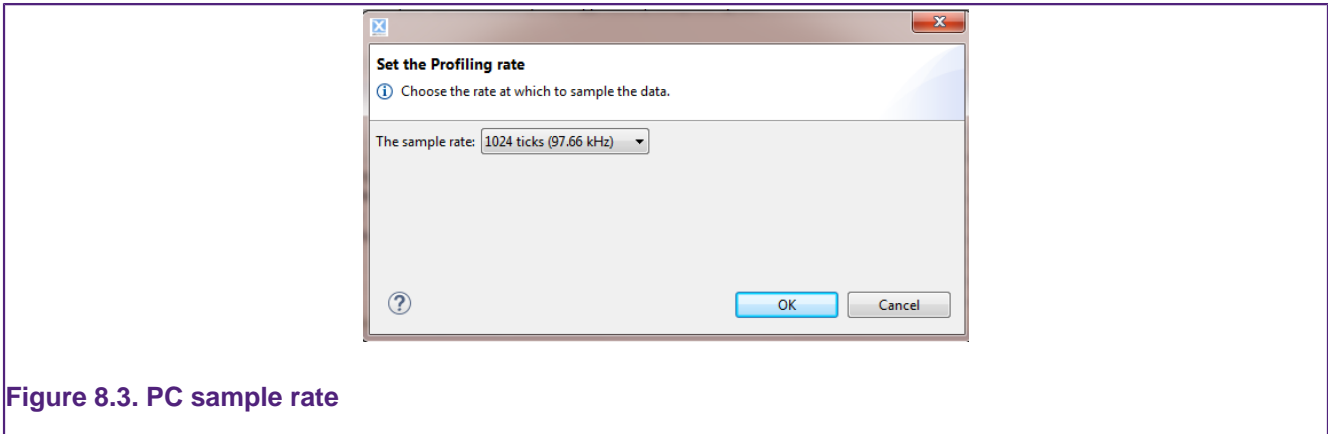 Set the Profiling rate
Choose the rate at which to sample the data.
The sample rate: 1024 ticks (97.66 kHz)
OK Cancel
Figure 8.3. PC sample rate